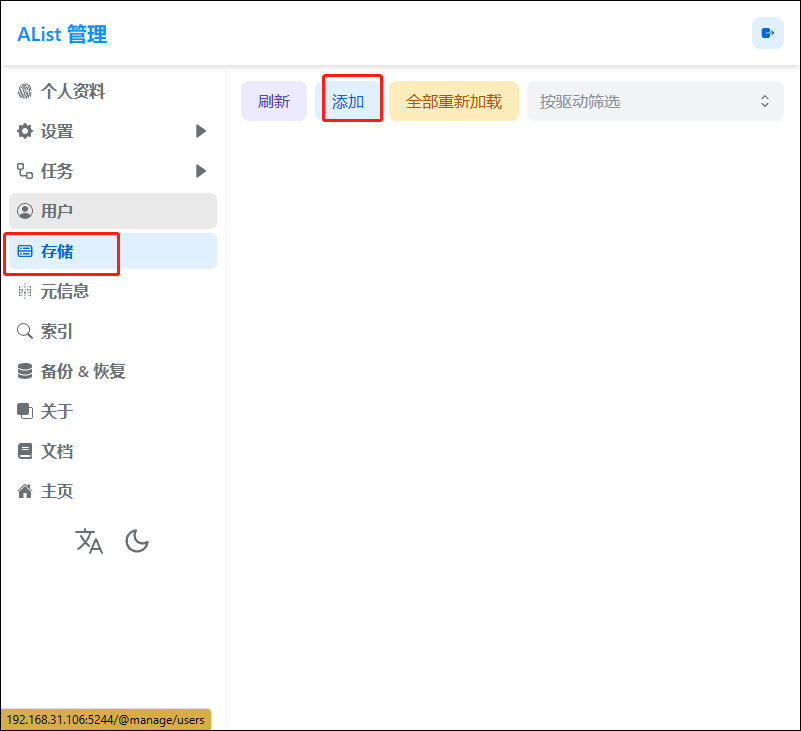 AList 管理
个人资料
设置
任务
用户
存储
元信息
索引
备份 & 恢复
关于
文档
主页
刷新
添加
全部重新加载
按驱动筛选
192.168.31.106:5244/@manage/users